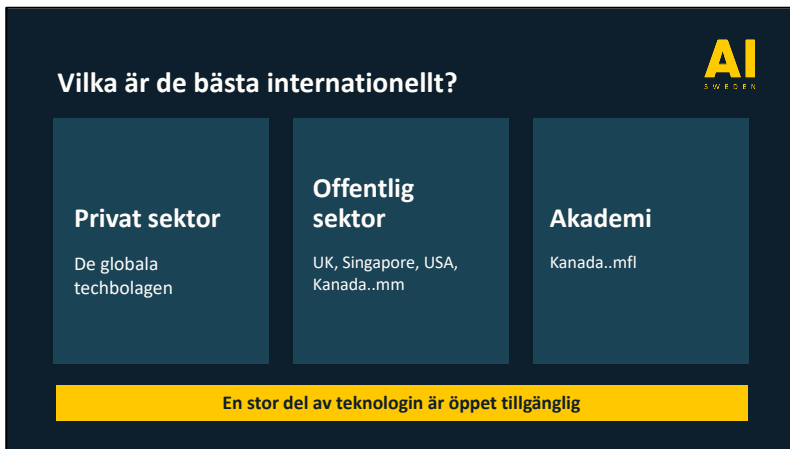 AI
SWEDEN
Vilka är de bästa internationellt?
Privat sektor
De globala
techbolagen
Offentlig
sektor
UK, Singapore, USA,
Kanada..mm
Akademi
Kanada..mfl
En stor del av teknologin är öppet tillgänglig